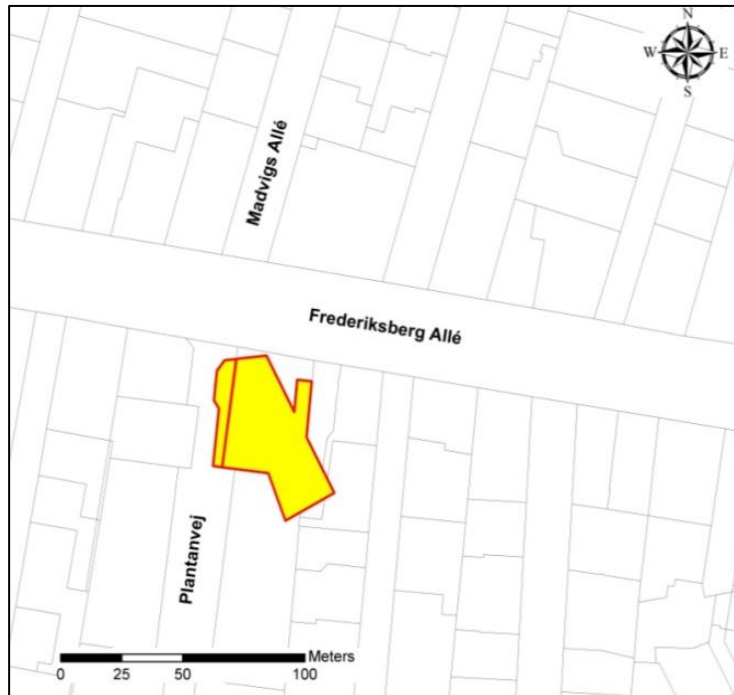 N
W E
S
Madvigs Allé
Frederiksberg Allé
Plantanvej
Meters
0 25 50 100